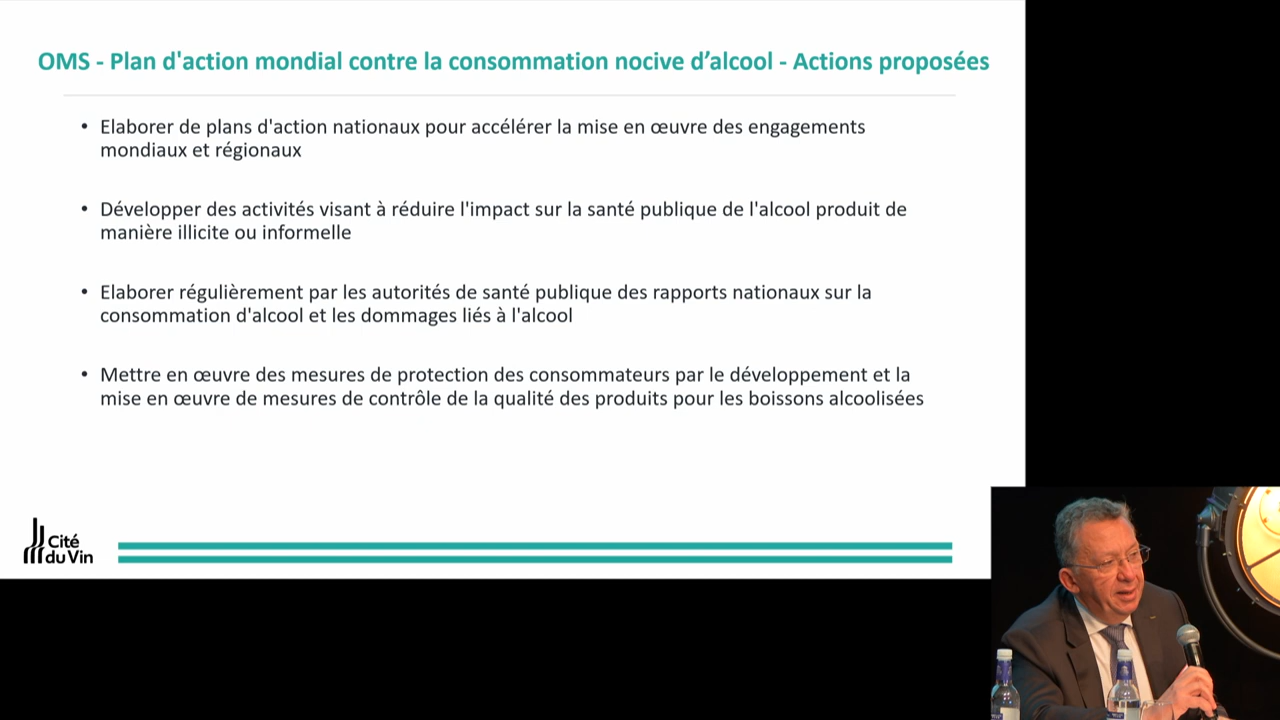 OMS - Plan d'action mondial contre la consommation nocive d’alcool - Actions proposées
• Elaborer de plans d'action nationaux pour accélérer la mise en œuvre des engagements
mondiaux et régionaux
• Développer des activités visant à réduire l'impact sur la santé publique de l'alcool produit de
manière illicite ou informelle
• Elaborer régulièrement par les autorités de santé publique des rapports nationaux sur la
consommation d'alcool et les dommages liés à l'alcool
• Mettre en œuvre des mesures de protection des consommateurs par le développement et la
mise en œuvre de mesures de contrôle de la qualité des produits pour les boissons alcoolisées
Cité
du Vin